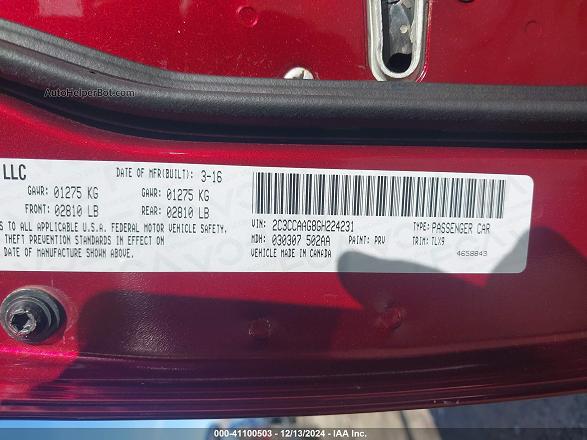 AutoHelperBot.com
LLC
DATE OF MFR(BUILT): 3-16
GAWR: 01275 KG
GAWR: 01275 KG
FRONT: 02810 LB
REAR: 02810 LB
S TO ALL APPLICABLE U.S.A. FEDERAL MOTOR VEHICLE SAFETY,
THEFT PREVENTION STANDARDS IN EFFECT
DATE OF MANUFACTURE SHOWN ABOVE.
VIN: 2C3CCAAG8GH224231
TYPE: PASSENGER CAR
MDH: 030307 502AA
PAINT: PRV
TRIM: TLX9
VEHICLE MADE IN CANADA
4658843
000-41100503 - 12/13/2024 - IAA Inc.